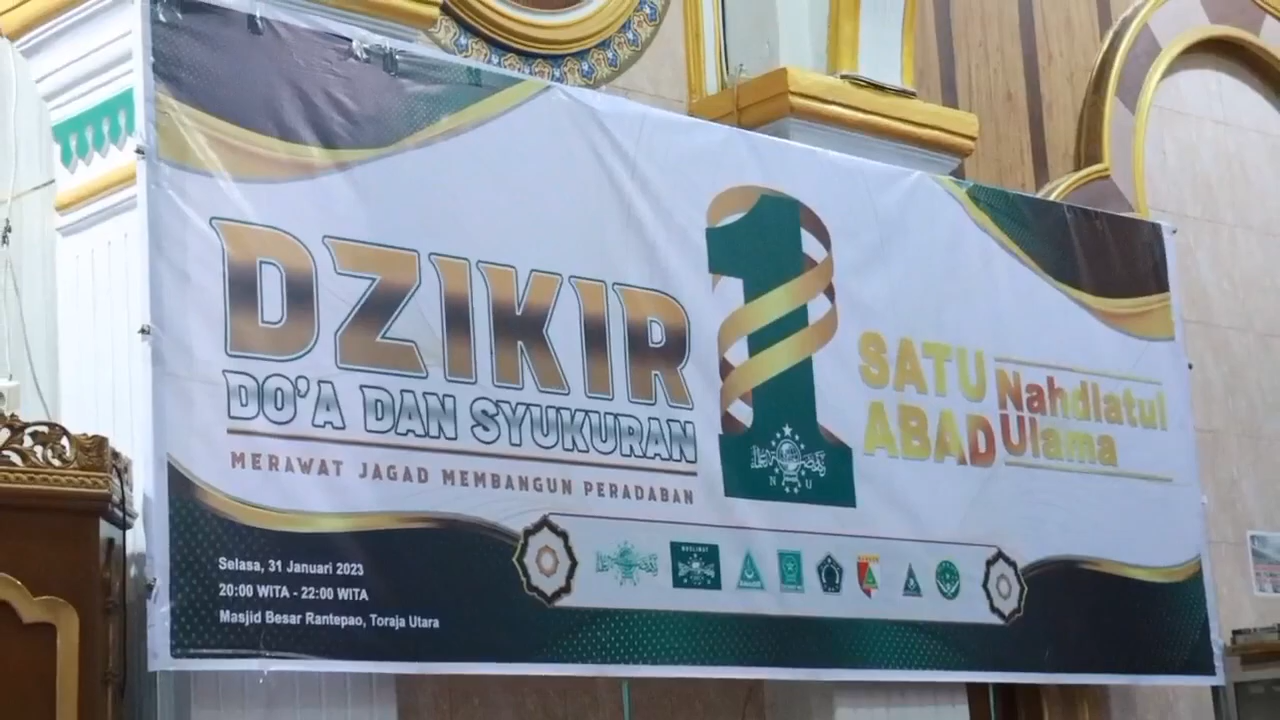 DZIKIR
DO'A DAN SYUKURAN
MERAWAT JAGAD MEMBANGUN PERADABAN
1
N U
SATU ABAD
Nahdlatul Ulama
Selasa, 31 Januari 2023
20:00 WITA - 22:00 WITA
Masjid Besar Rantepao, Toraja Utara
MUSLIMAT